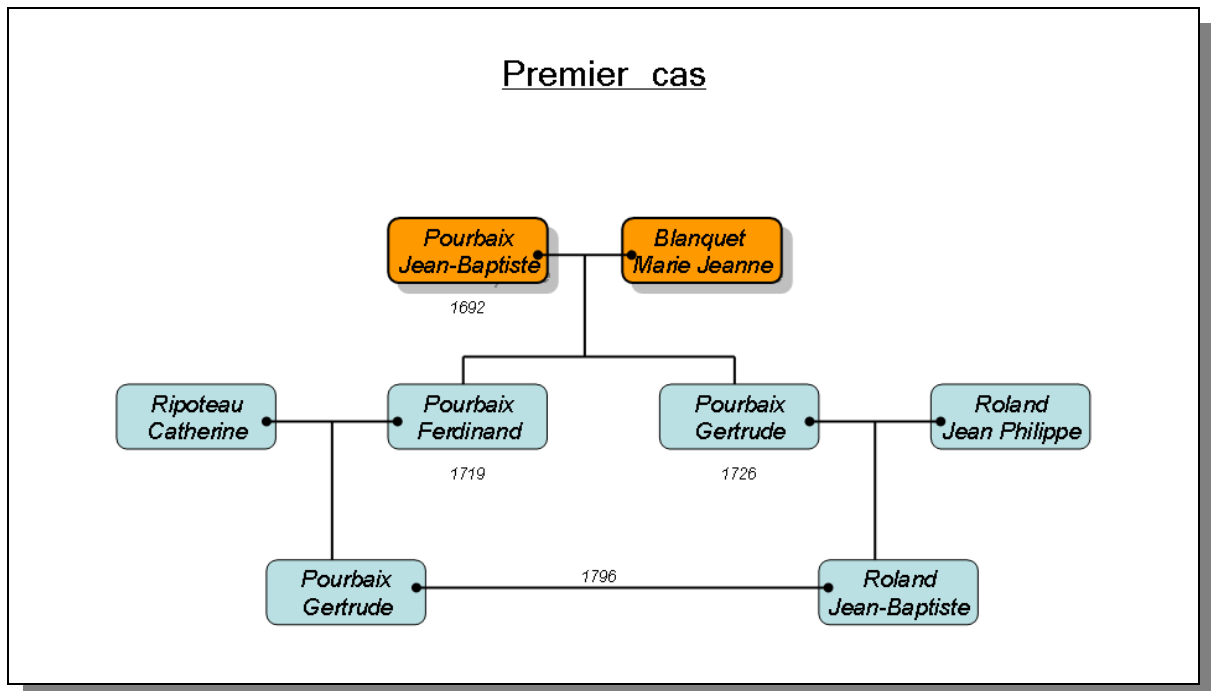 Premier cas
Pourbaix
Jean-Baptiste
Blanquet
Marie Jeanne
1692
Ripoteau
Catherine
Pourbaix
Ferdinand
Pourbaix
Gertrude
Roland
Jean Philippe
1719
1726
Pourbaix
Gertrude
1796
Roland
Jean-Baptiste